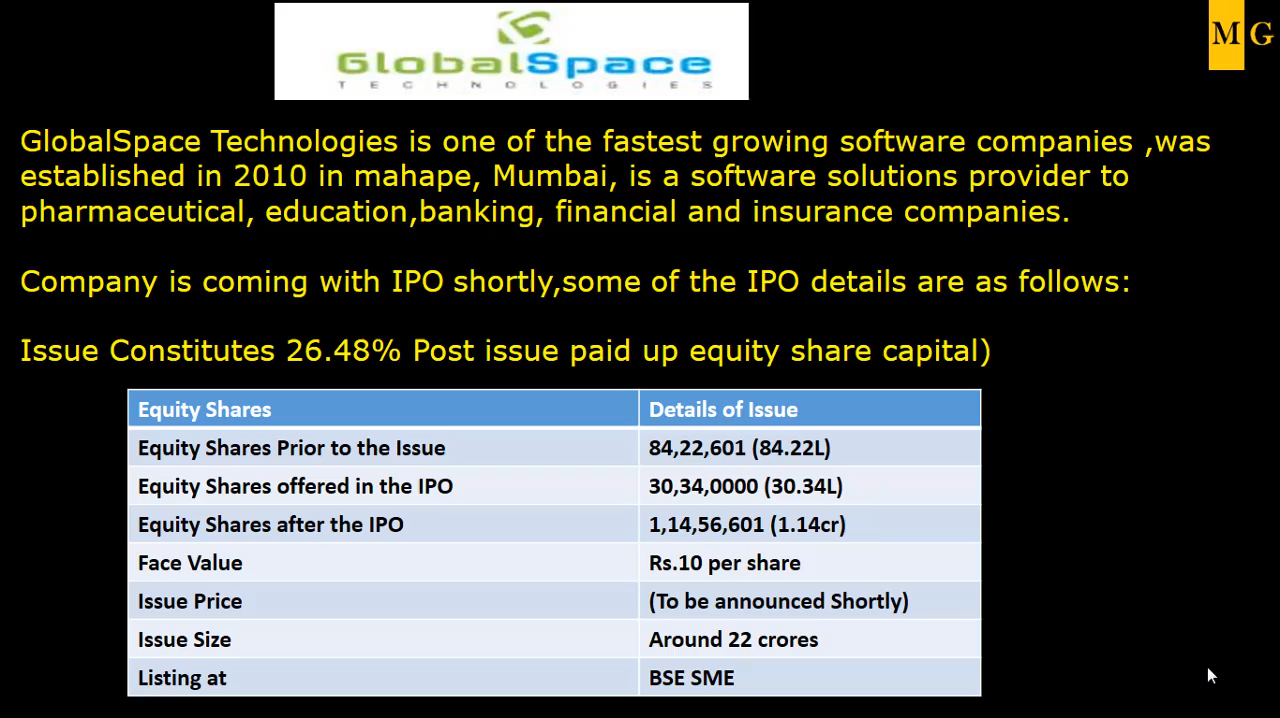 GlobalSpace
TECHNOLOGIES
M G
GlobalSpace Technologies is one of the fastest growing software companies ,was
established in 2010 in mahape, Mumbai, is a software solutions provider to
pharmaceutical, education,banking, financial and insurance companies.
Company is coming with IPO shortly,some of the IPO details are as follows:
Issue Constitutes 26.48% Post issue paid up equity share capital)
Equity Shares Details of Issue
Equity Shares Prior to the Issue 84,22,601 (84.22L)
Equity Shares offered in the IPO 30,34,0000 (30.34L)
Equity Shares after the IPO 1,14,56,601 (1.14cr)
Face Value Rs.10 per share
Issue Price (To be announced Shortly)
Issue Size Around 22 crores
Listing at BSE SME